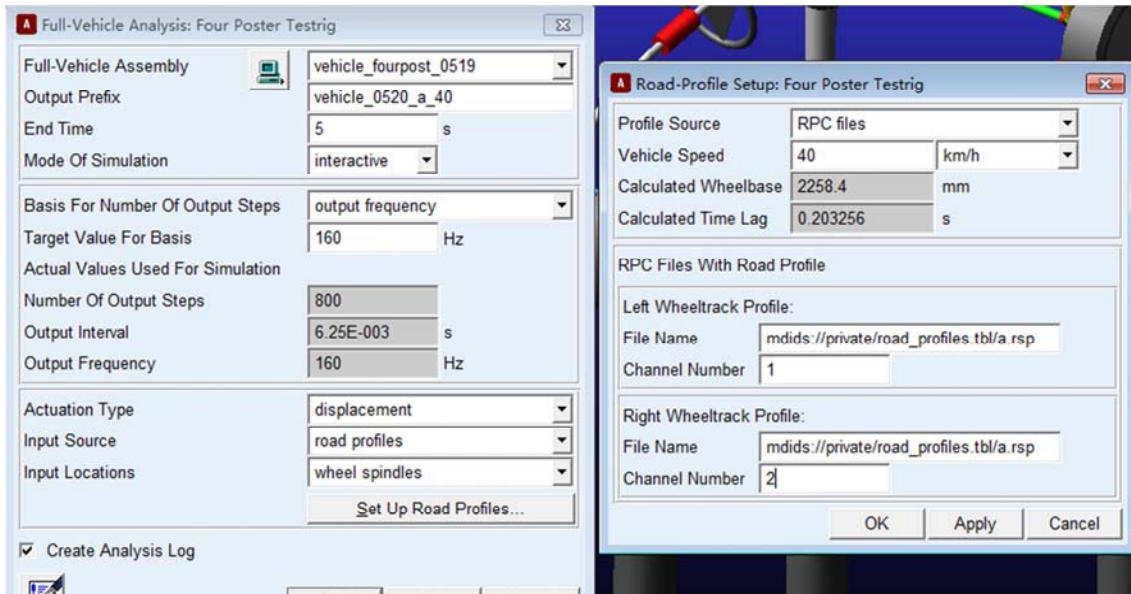 Full-Vehicle Analysis: Four Poster Testrig
Full-Vehicle Assembly vehicle_fourpost_0519
Output Prefix vehicle_0520_a_40
End Time 5 s
Mode Of Simulation interactive
Basis For Number Of Output Steps output frequency
Target Value For Basis 160 Hz
Actual Values Used For Simulation
Number Of Output Steps 800
Output Interval 6.25E-003 s
Output Frequency 160 Hz
Actuation Type displacement
Input Source road profiles
Input Locations wheel spindles
Set Up Road Profiles...
Create Analysis Log
Road-Profile Setup: Four Poster Testrig
Profile Source RPC files
Vehicle Speed 40 km/h
Calculated Wheelbase 2258.4 mm
Calculated Time Lag 0.203256 s
RPC Files With Road Profile
Left Wheeltrack Profile:
File Name mdids://private/road_profiles.tbl/a.rsp
Channel Number 1
Right Wheeltrack Profile:
File Name mdids://private/road_profiles.tbl/a.rsp
Channel Number 2
OK Apply Cancel